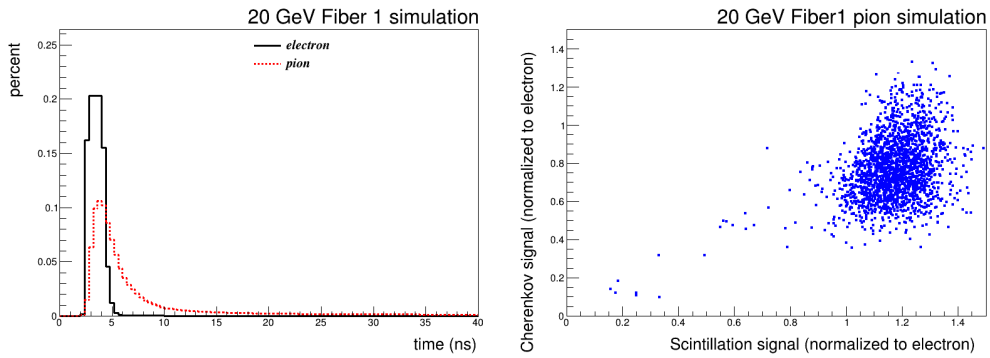 20 GeV Fiber 1 simulation
percent
0.25
0.2
0.15
0.1
0.05
0
0 5 10 15 20 25 30 35 40
time (ns)
electron
pion
20 GeV Fiber1 pion simulation
Cherenkov signal (normalized to electron)
1.4
1.2
1
0.8
0.6
0.4
0.2
0
0 0.2 0.4 0.6 0.8 1 1.2 1.4
Scintillation signal (normalized to electron)